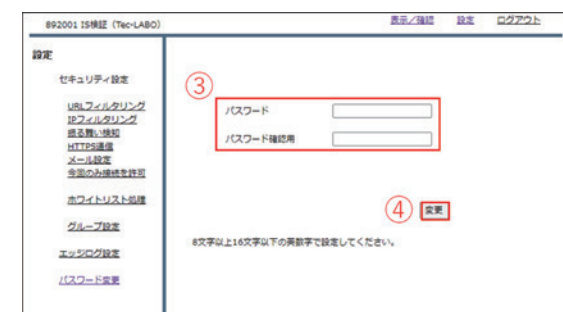 892001 IS検証 (Tec-LABO)
表示／確認 設定 ログアウト
設定
セキュリティ設定
URLフィルタリング
IPフィルタリング
振る舞い検知
HTTPS通信
メール設定
今回のみ接続を許可
ホワイトリスト処理
グループ設定
エッジログ設定
パスワード変更
③
パスワード
パスワード確認用
④ 変更
8文字以上16文字以下の英数字で設定してください。